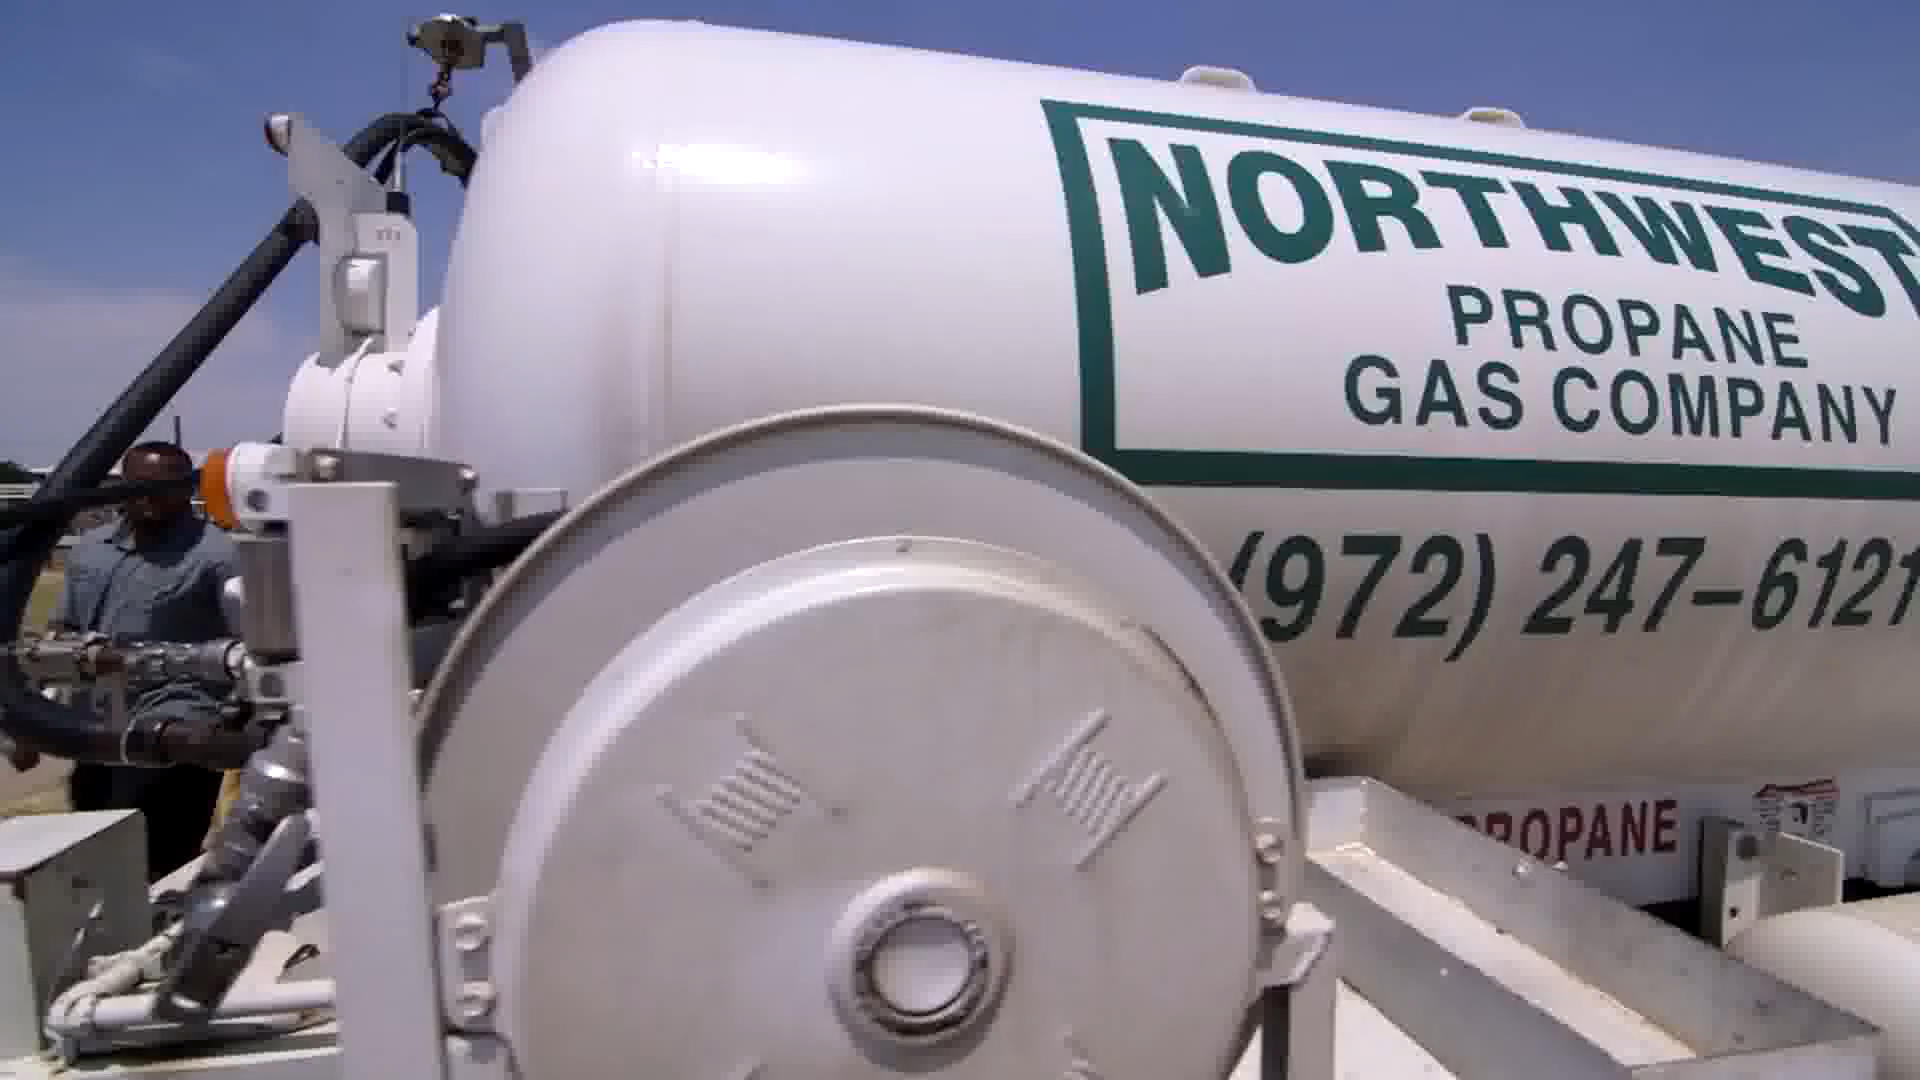 NORTHWEST
PROPANE
GAS COMPANY
(972) 247-6121
PROPANE